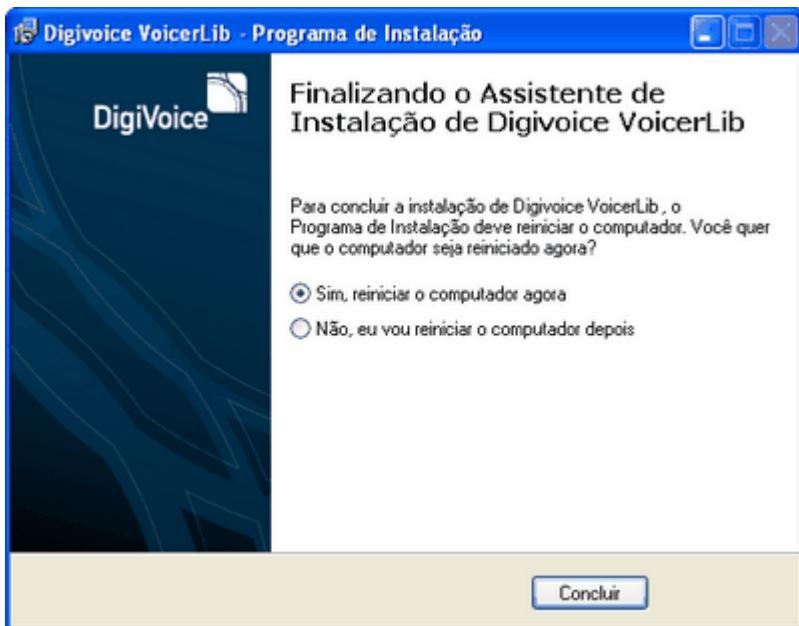 Digivoice VoicerLib - Programa de Instalação
DigiVoice
Finalizando o Assistente de
Instalação de Digivoice VoicerLib
Para concluir a instalação de Digivoice VoicerLib , o
Programa de Instalação deve reiniciar o computador. Você quer
que o computador seja reiniciado agora?
Sim, reiniciar o computador agora
Não, eu vou reiniciar o computador depois
Concluir